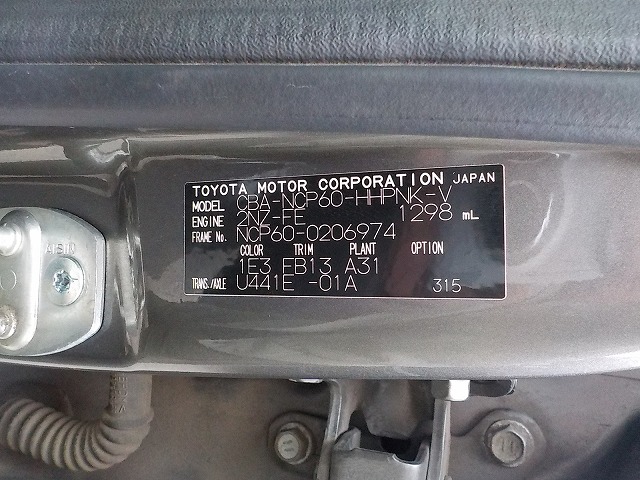 TOYOTA MOTOR CORPORATION JAPAN
MODEL CBA-NCP60-HHPNK-V
ENGINE 2NZ-FE 1298 mL
FRAME No. NCP60-0206974
COLOR TRIM PLANT OPTION
1E3 FB13 A31
TRANS./AXLE U441E -01A 315
AISIN